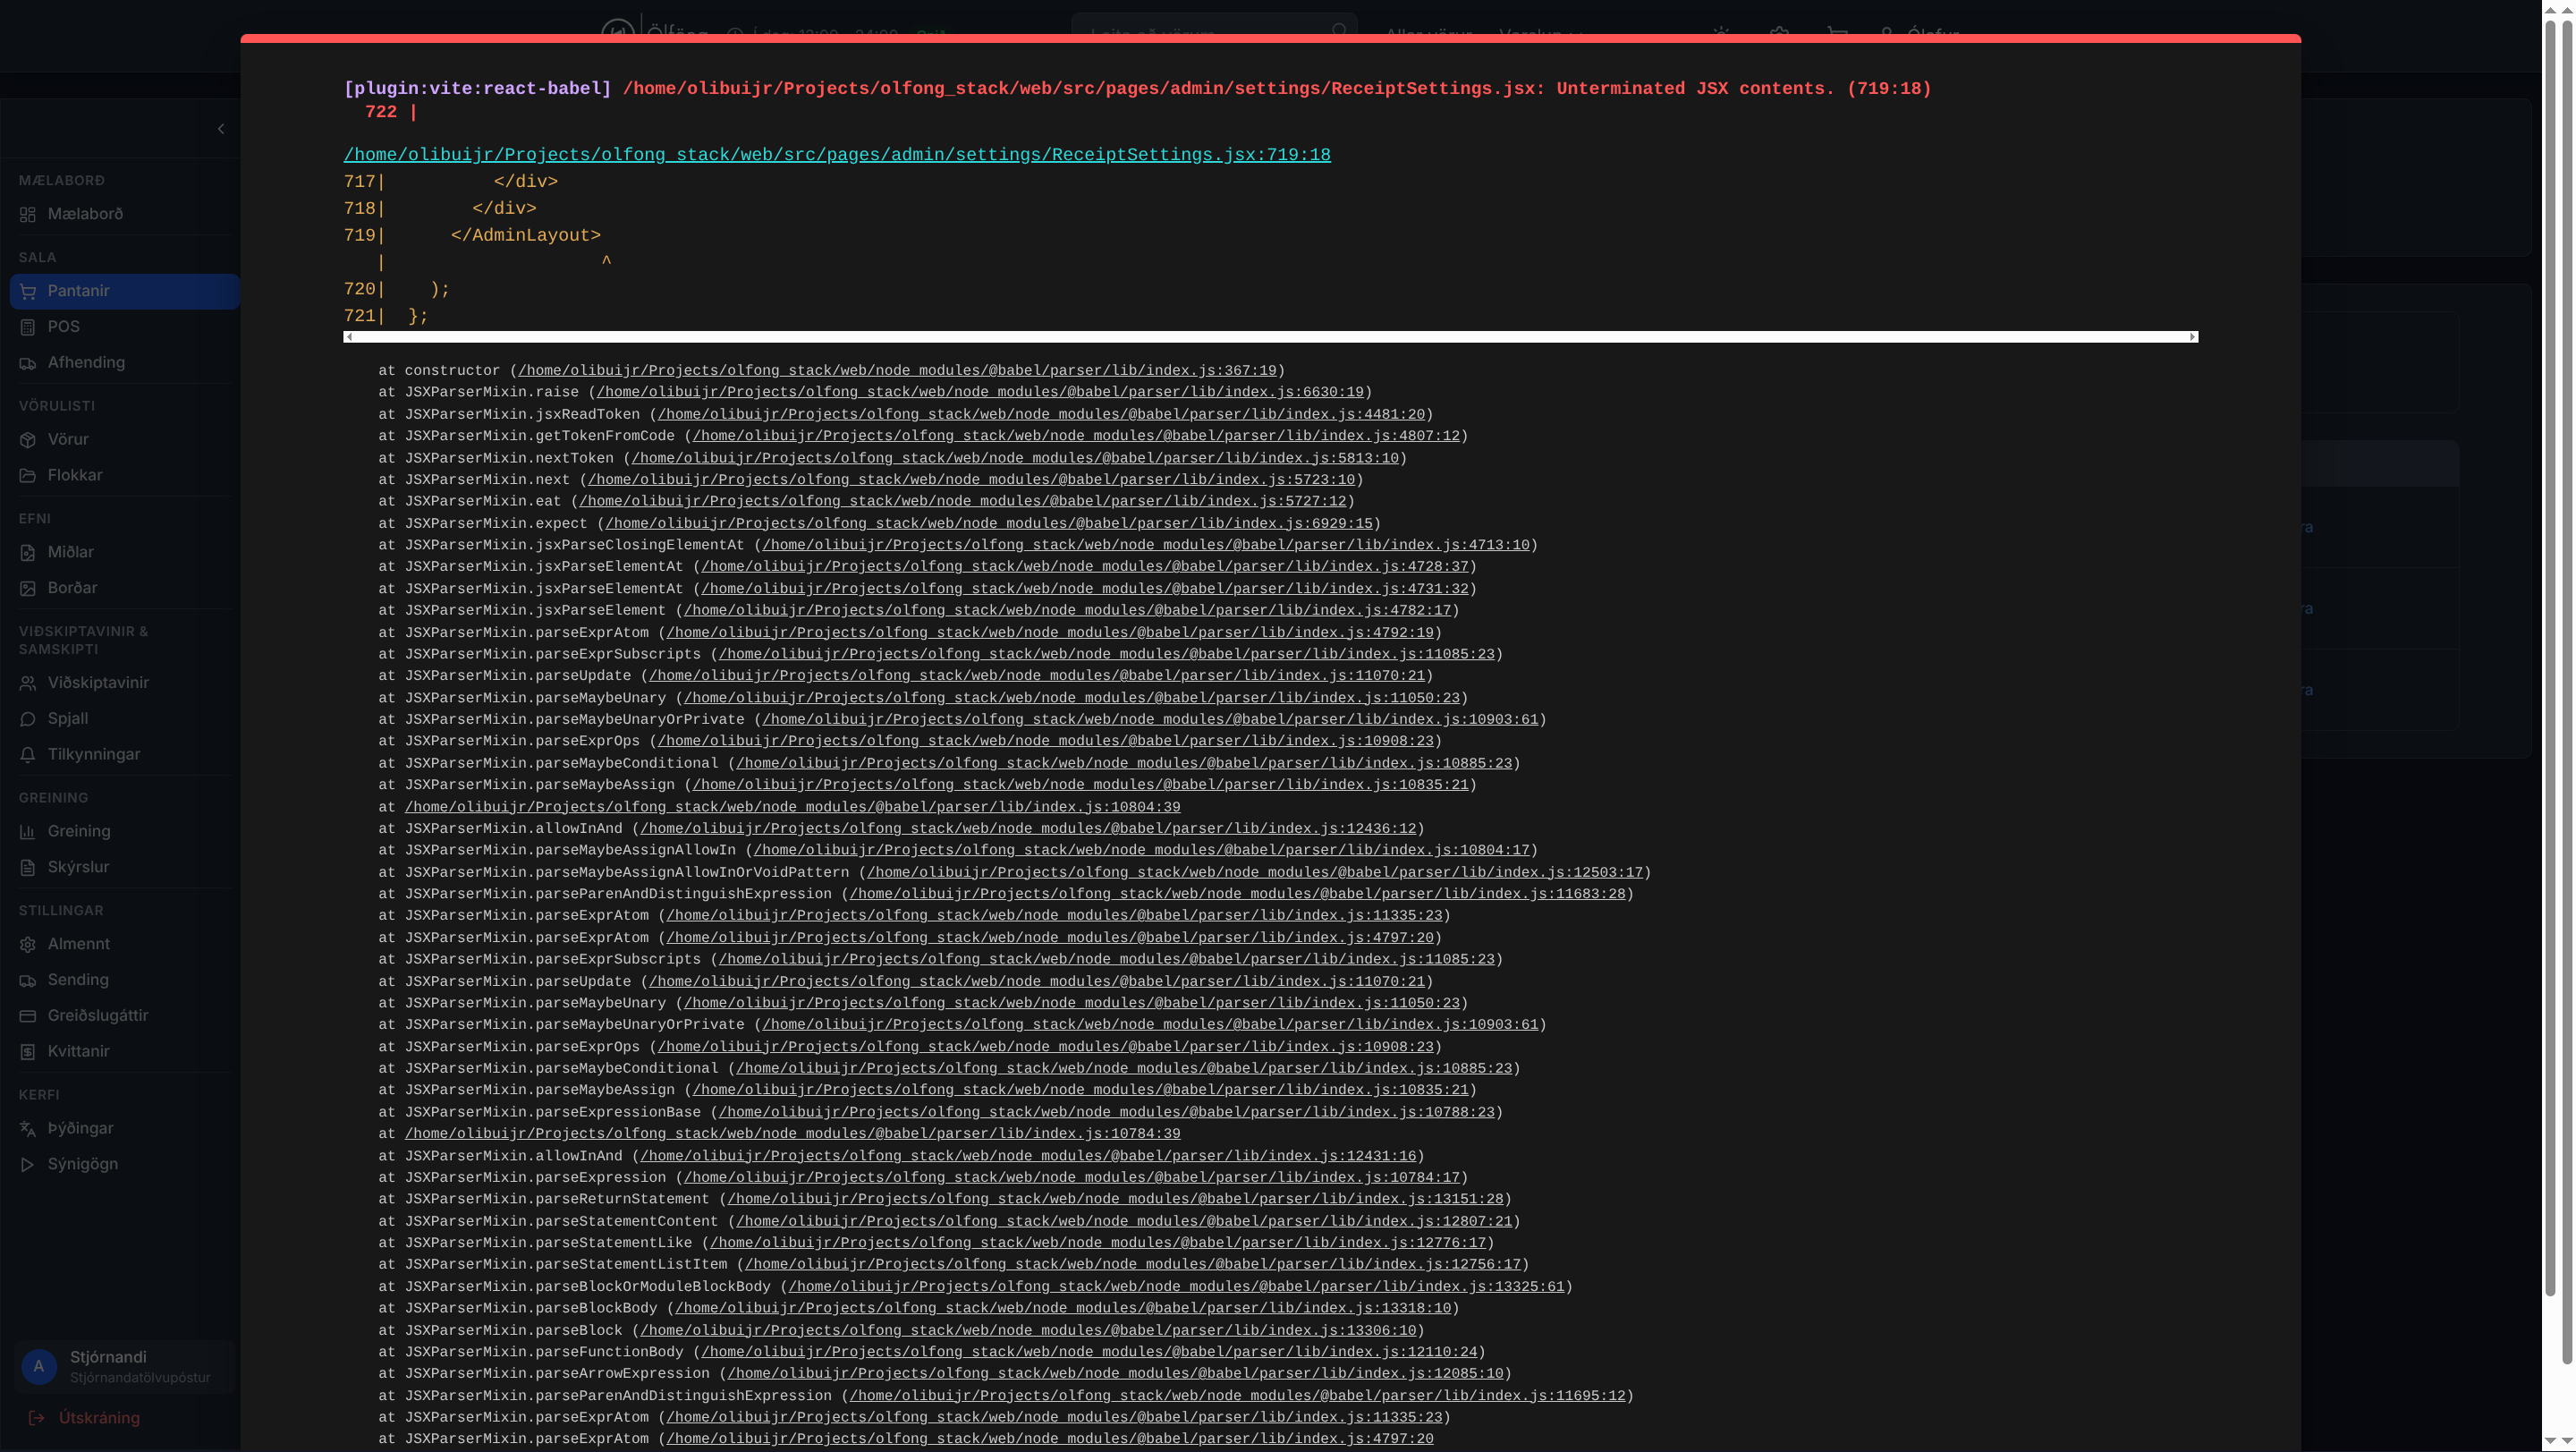 Ölföng
Í dag: 12:00 - 24:00
Opið
Leita að vörum
Allar vörur
Verslun
Ólafur
[plugin:vite:react-babel] /home/olibuijr/Projects/olfong_stack/web/src/pages/admin/settings/ReceiptSettings.jsx: Unterminated JSX contents. (719:18)
722 |
/home/olibuijr/Projects/olfong_stack/web/src/pages/admin/settings/ReceiptSettings.jsx:719:18
717|          </div>
718|        </div>
719|      </AdminLayout>
|                    ^
720|    );
721|  };
MÆLABORÐ
Mælaborð
SALA
Pantanir
POS
Afhending
VÖRULISTI
Vörur
Flokkar
EFNI
Miðlar
Borðar
VIÐSKIPTAVINIR &
SAMSKIPTI
Viðskiptavinir
Spjall
Tilkynningar
GREINING
Greining
Skýrslur
STILLINGAR
Almennt
Sending
Greiðslugáttir
Kvittanir
KERFI
Þýðingar
Sýnigögn
A
Stjórnandi
Stjórnandatölvupóstur
Útskráning
at constructor (/home/olibuijr/Projects/olfong_stack/web/node_modules/@babel/parser/lib/index.js:367:19)
at JSXParserMixin.raise (/home/olibuijr/Projects/olfong_stack/web/node_modules/@babel/parser/lib/index.js:6630:19)
at JSXParserMixin.jsxReadToken (/home/olibuijr/Projects/olfong_stack/web/node_modules/@babel/parser/lib/index.js:4481:20)
at JSXParserMixin.getTokenFromCode (/home/olibuijr/Projects/olfong_stack/web/node_modules/@babel/parser/lib/index.js:4807:12)
at JSXParserMixin.nextToken (/home/olibuijr/Projects/olfong_stack/web/node_modules/@babel/parser/lib/index.js:5813:10)
at JSXParserMixin.next (/home/olibuijr/Projects/olfong_stack/web/node_modules/@babel/parser/lib/index.js:5723:10)
at JSXParserMixin.eat (/home/olibuijr/Projects/olfong_stack/web/node_modules/@babel/parser/lib/index.js:5727:12)
at JSXParserMixin.expect (/home/olibuijr/Projects/olfong_stack/web/node_modules/@babel/parser/lib/index.js:6929:15)
at JSXParserMixin.jsxParseClosingElementAt (/home/olibuijr/Projects/olfong_stack/web/node_modules/@babel/parser/lib/index.js:4713:10)
at JSXParserMixin.jsxParseElementAt (/home/olibuijr/Projects/olfong_stack/web/node_modules/@babel/parser/lib/index.js:4728:37)
at JSXParserMixin.jsxParseElementAt (/home/olibuijr/Projects/olfong_stack/web/node_modules/@babel/parser/lib/index.js:4731:32)
at JSXParserMixin.jsxParseElement (/home/olibuijr/Projects/olfong_stack/web/node_modules/@babel/parser/lib/index.js:4782:17)
at JSXParserMixin.parseExprAtom (/home/olibuijr/Projects/olfong_stack/web/node_modules/@babel/parser/lib/index.js:4792:19)
at JSXParserMixin.parseExprSubscripts (/home/olibuijr/Projects/olfong_stack/web/node_modules/@babel/parser/lib/index.js:11085:23)
at JSXParserMixin.parseUpdate (/home/olibuijr/Projects/olfong_stack/web/node_modules/@babel/parser/lib/index.js:11070:21)
at JSXParserMixin.parseMaybeUnary (/home/olibuijr/Projects/olfong_stack/web/node_modules/@babel/parser/lib/index.js:11050:23)
at JSXParserMixin.parseMaybeUnaryOrPrivate (/home/olibuijr/Projects/olfong_stack/web/node_modules/@babel/parser/lib/index.js:10903:61)
at JSXParserMixin.parseExprOps (/home/olibuijr/Projects/olfong_stack/web/node_modules/@babel/parser/lib/index.js:10908:23)
at JSXParserMixin.parseMaybeConditional (/home/olibuijr/Projects/olfong_stack/web/node_modules/@babel/parser/lib/index.js:10885:23)
at JSXParserMixin.parseMaybeAssign (/home/olibuijr/Projects/olfong_stack/web/node_modules/@babel/parser/lib/index.js:10835:21)
at /home/olibuijr/Projects/olfong_stack/web/node_modules/@babel/parser/lib/index.js:10804:39
at JSXParserMixin.allowInAnd (/home/olibuijr/Projects/olfong_stack/web/node_modules/@babel/parser/lib/index.js:12436:12)
at JSXParserMixin.parseMaybeAssignAllowIn (/home/olibuijr/Projects/olfong_stack/web/node_modules/@babel/parser/lib/index.js:10804:17)
at JSXParserMixin.parseMaybeAssignAllowInOrVoidPattern (/home/olibuijr/Projects/olfong_stack/web/node_modules/@babel/parser/lib/index.js:12503:17)
at JSXParserMixin.parseParenAndDistinguishExpression (/home/olibuijr/Projects/olfong_stack/web/node_modules/@babel/parser/lib/index.js:11683:28)
at JSXParserMixin.parseExprAtom (/home/olibuijr/Projects/olfong_stack/web/node_modules/@babel/parser/lib/index.js:11335:23)
at JSXParserMixin.parseExprAtom (/home/olibuijr/Projects/olfong_stack/web/node_modules/@babel/parser/lib/index.js:4797:20)
at JSXParserMixin.parseExprSubscripts (/home/olibuijr/Projects/olfong_stack/web/node_modules/@babel/parser/lib/index.js:11085:23)
at JSXParserMixin.parseUpdate (/home/olibuijr/Projects/olfong_stack/web/node_modules/@babel/parser/lib/index.js:11070:21)
at JSXParserMixin.parseMaybeUnary (/home/olibuijr/Projects/olfong_stack/web/node_modules/@babel/parser/lib/index.js:11050:23)
at JSXParserMixin.parseMaybeUnaryOrPrivate (/home/olibuijr/Projects/olfong_stack/web/node_modules/@babel/parser/lib/index.js:10903:61)
at JSXParserMixin.parseExprOps (/home/olibuijr/Projects/olfong_stack/web/node_modules/@babel/parser/lib/index.js:10908:23)
at JSXParserMixin.parseMaybeConditional (/home/olibuijr/Projects/olfong_stack/web/node_modules/@babel/parser/lib/index.js:10885:23)
at JSXParserMixin.parseMaybeAssign (/home/olibuijr/Projects/olfong_stack/web/node_modules/@babel/parser/lib/index.js:10835:21)
at JSXParserMixin.parseExpressionBase (/home/olibuijr/Projects/olfong_stack/web/node_modules/@babel/parser/lib/index.js:10788:23)
at /home/olibuijr/Projects/olfong_stack/web/node_modules/@babel/parser/lib/index.js:10784:39
at JSXParserMixin.allowInAnd (/home/olibuijr/Projects/olfong_stack/web/node_modules/@babel/parser/lib/index.js:12431:16)
at JSXParserMixin.parseExpression (/home/olibuijr/Projects/olfong_stack/web/node_modules/@babel/parser/lib/index.js:10784:17)
at JSXParserMixin.parseReturnStatement (/home/olibuijr/Projects/olfong_stack/web/node_modules/@babel/parser/lib/index.js:13151:28)
at JSXParserMixin.parseStatementContent (/home/olibuijr/Projects/olfong_stack/web/node_modules/@babel/parser/lib/index.js:12807:21)
at JSXParserMixin.parseStatementLike (/home/olibuijr/Projects/olfong_stack/web/node_modules/@babel/parser/lib/index.js:12776:17)
at JSXParserMixin.parseStatementListItem (/home/olibuijr/Projects/olfong_stack/web/node_modules/@babel/parser/lib/index.js:12756:17)
at JSXParserMixin.parseBlockOrModuleBlockBody (/home/olibuijr/Projects/olfong_stack/web/node_modules/@babel/parser/lib/index.js:13325:61)
at JSXParserMixin.parseBlockBody (/home/olibuijr/Projects/olfong_stack/web/node_modules/@babel/parser/lib/index.js:13318:10)
at JSXParserMixin.parseBlock (/home/olibuijr/Projects/olfong_stack/web/node_modules/@babel/parser/lib/index.js:13306:10)
at JSXParserMixin.parseFunctionBody (/home/olibuijr/Projects/olfong_stack/web/node_modules/@babel/parser/lib/index.js:12110:24)
at JSXParserMixin.parseArrowExpression (/home/olibuijr/Projects/olfong_stack/web/node_modules/@babel/parser/lib/index.js:12085:10)
at JSXParserMixin.parseParenAndDistinguishExpression (/home/olibuijr/Projects/olfong_stack/web/node_modules/@babel/parser/lib/index.js:11695:12)
at JSXParserMixin.parseExprAtom (/home/olibuijr/Projects/olfong_stack/web/node_modules/@babel/parser/lib/index.js:11335:23)
at JSXParserMixin.parseExprAtom (/home/olibuijr/Projects/olfong_stack/web/node_modules/@babel/parser/lib/index.js:4797:20
ra
ra
ra